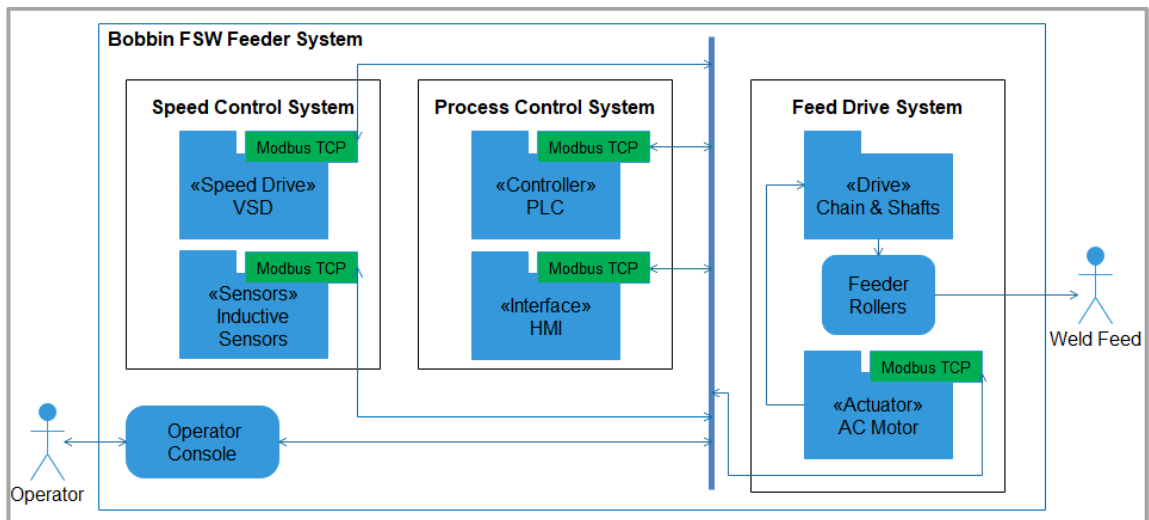 Bobbin FSW Feeder System
Speed Control System
Modbus TCP
«Speed Drive»
VSD
Modbus TCP
«Sensors»
Inductive
Sensors
Process Control System
Modbus TCP
«Controller»
PLC
Modbus TCP
«Interface»
HMI
Feed Drive System
«Drive»
Chain & Shafts
Feeder
Rollers
Modbus TCP
«Actuator»
AC Motor
Weld Feed
Operator
Console
Operator